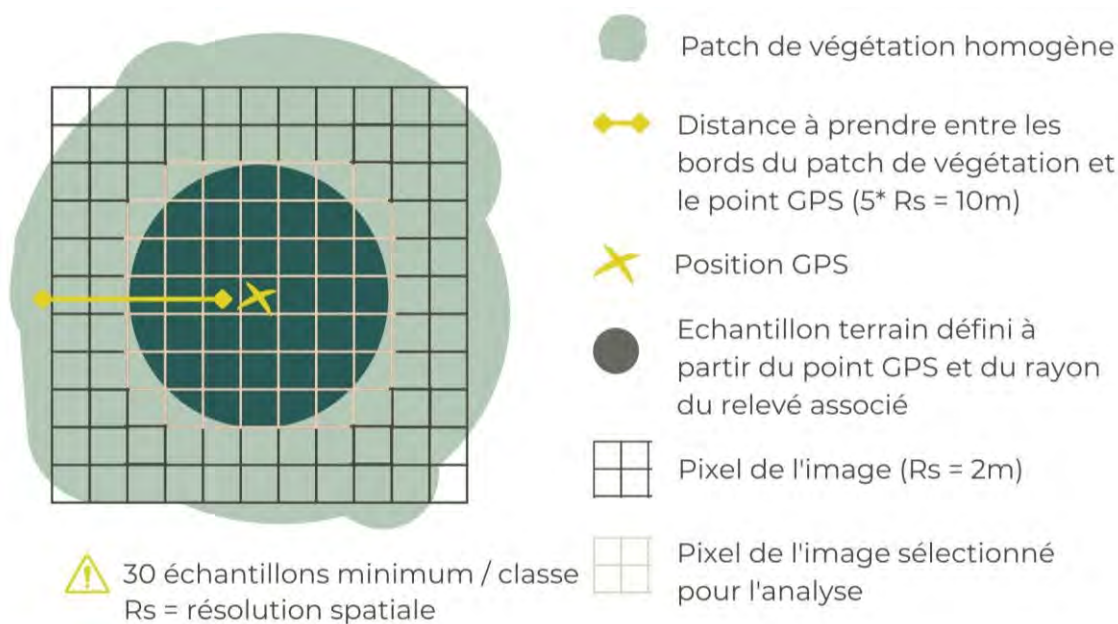 Patch de végétation homogène
Distance à prendre entre les
bords du patch de végétation et
le point GPS (5* Rs = 10m)
Position GPS
Echantillon terrain défini à
partir du point GPS et du rayon
du relevé associé
Pixel de l'image (Rs = 2m)
Pixel de l'image sélectionné
pour l'analyse
30 échantillons minimum / classe
Rs = résolution spatiale